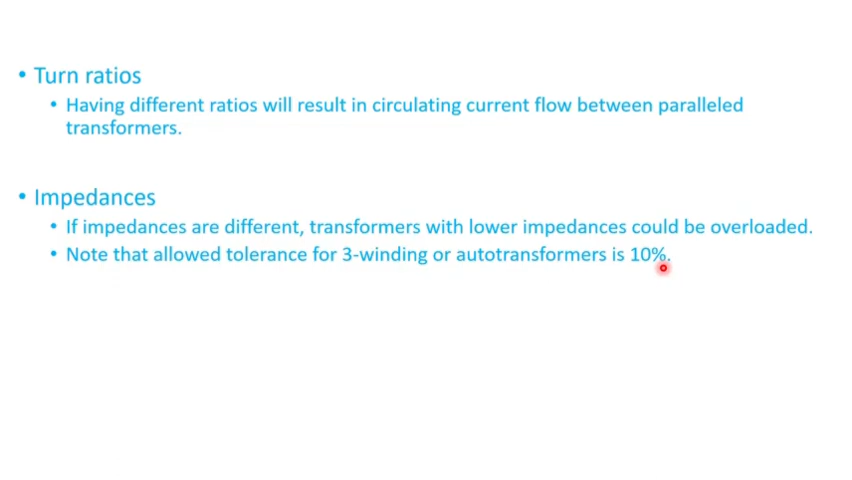 • Turn ratios
• Having different ratios will result in circulating current flow between paralleled
transformers.
• Impedances
• If impedances are different, transformers with lower impedances could be overloaded.
• Note that allowed tolerance for 3-winding or autotransformers is 10%.